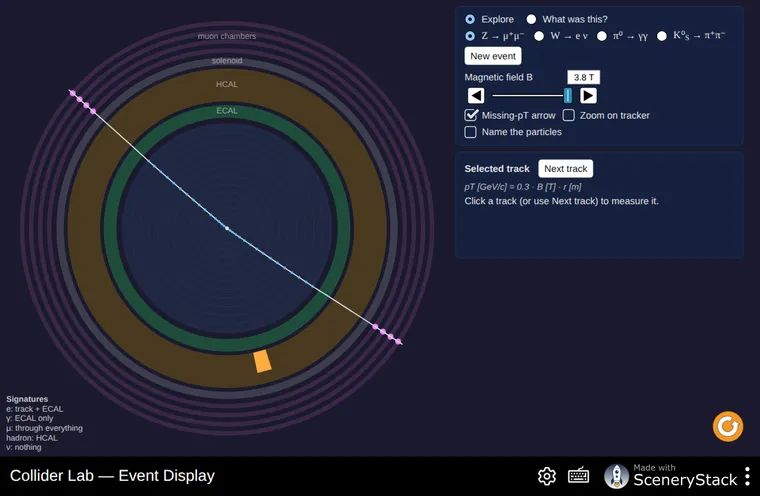 muon chambers
solenoid
HCAL
ECAL
Explore What was this?
Z → μ⁺μ⁻ W → e ν π⁰ → γγ K⁰s → π⁺π⁻
New event
Magnetic field B 3.8 T
Missing-pT arrow Zoom on tracker
Name the particles
Selected track Next track
pT [GeV/c] = 0.3 · B [T] · r [m]
Click a track (or use Next track) to measure it.
Signatures
e: track + ECAL
γ: ECAL only
μ: through everything
hadron: HCAL
ν: nothing
Collider Lab — Event Display
Made with
SceneryStack